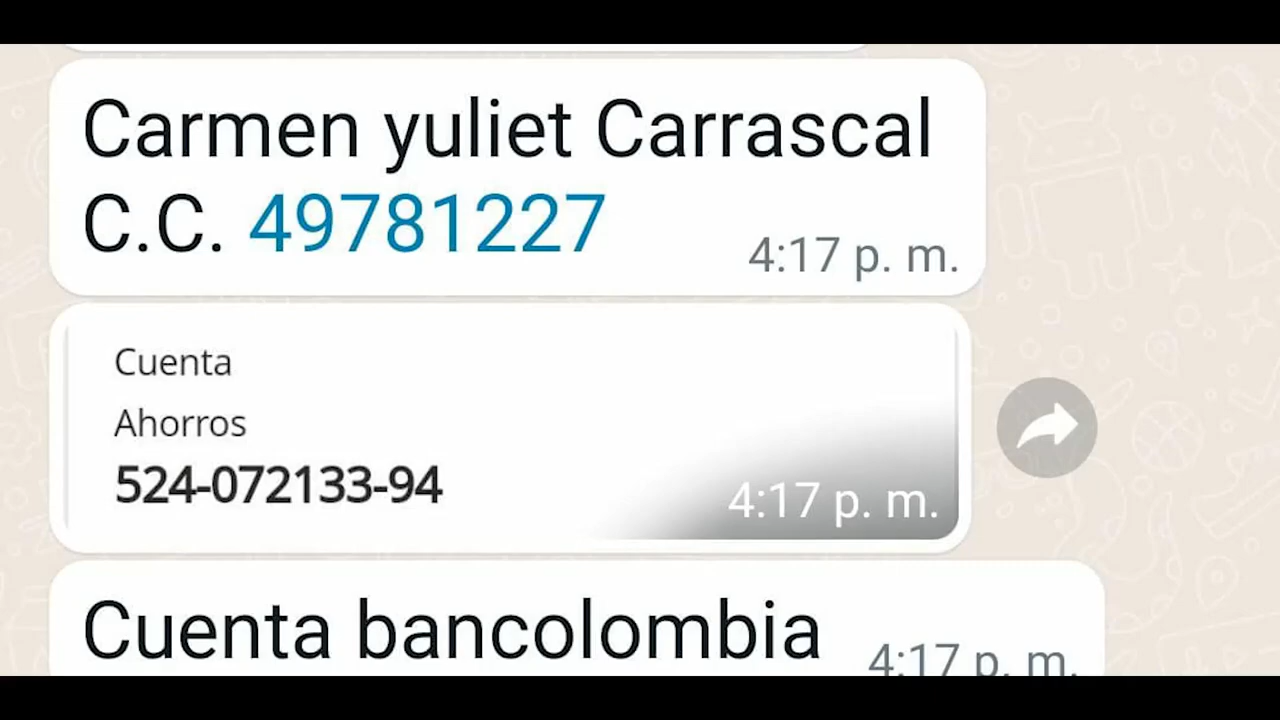 Carmen yuliet Carrascal
C.C. 49781227
4:17 p. m.
Cuenta
Ahorros
524-072133-94
4:17 p. m.
Cuenta bancolombia
4:17 p. m.